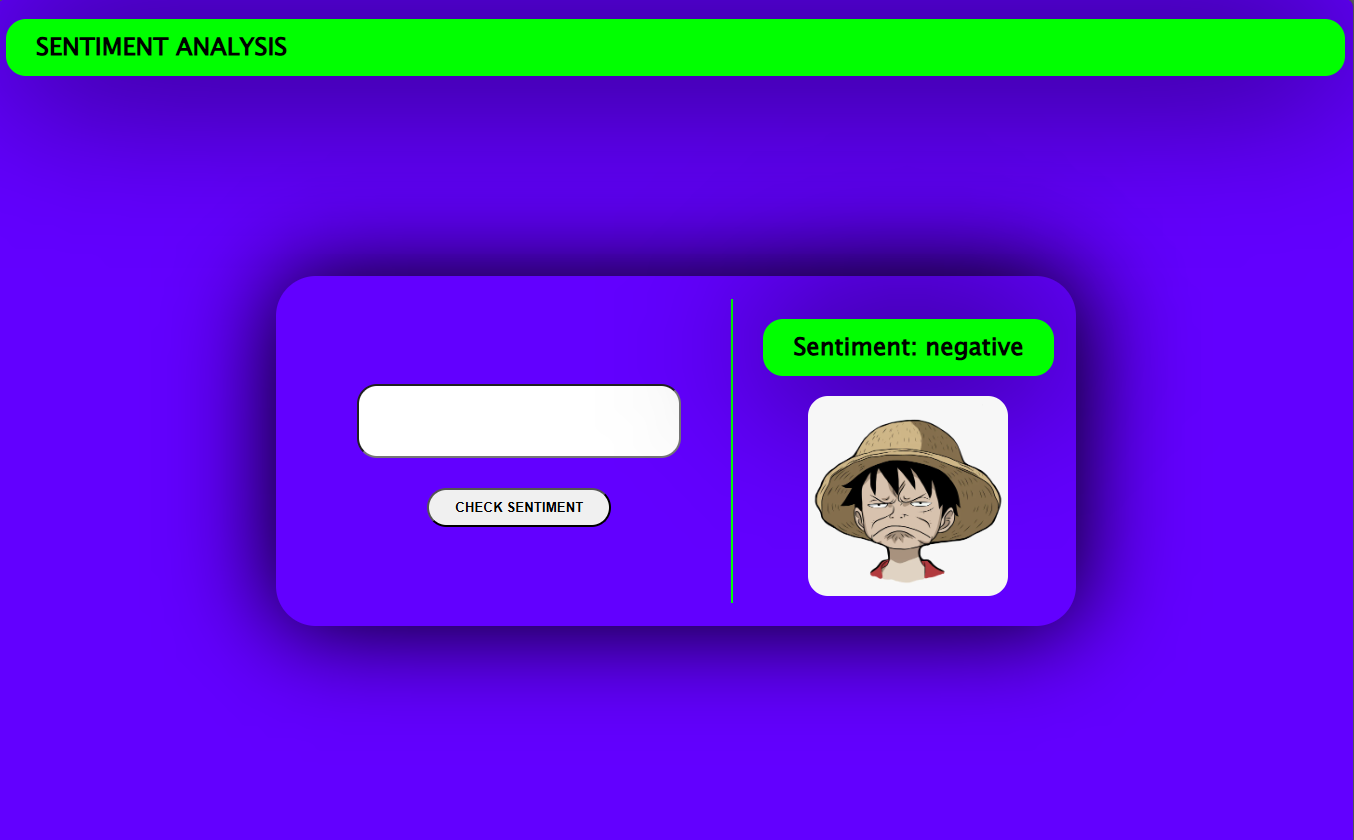 SENTIMENT ANALYSIS
Sentiment: negative
CHECK SENTIMENT